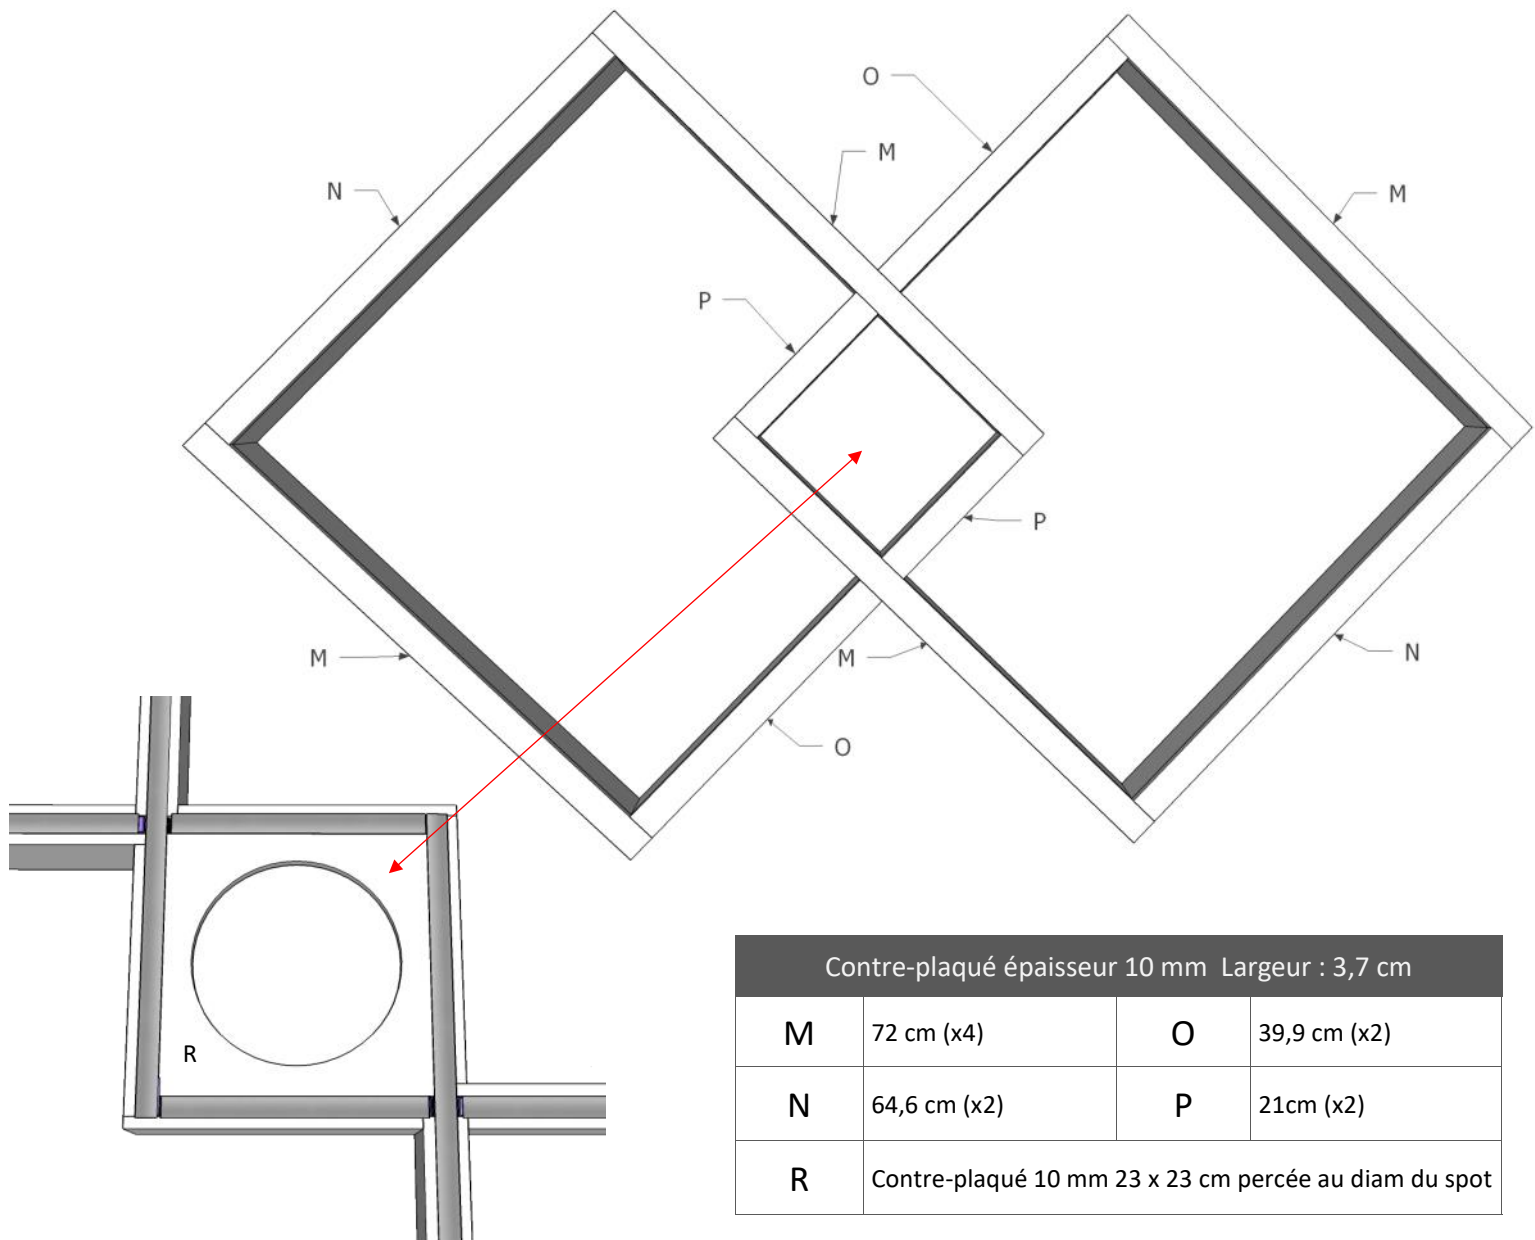 O
M
N
M
P
P
M
M
N
O
R
Contre-plaqué épaisseur 10 mm Largeur : 3,7 cm
M 72 cm (x4) O 39,9 cm (x2)
N 64,6 cm (x2) P 21cm (x2)
R Contre-plaqué 10 mm 23 x 23 cm percée au diam du spot